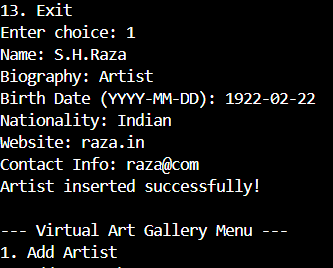 13. Exit
Enter choice: 1
Name: S.H.Raza
Biography: Artist
Birth Date (YYYY-MM-DD): 1922-02-22
Nationality: Indian
Website: raza.in
Contact Info: raza@com
Artist inserted successfully!
--- Virtual Art Gallery Menu ---
1. Add Artist